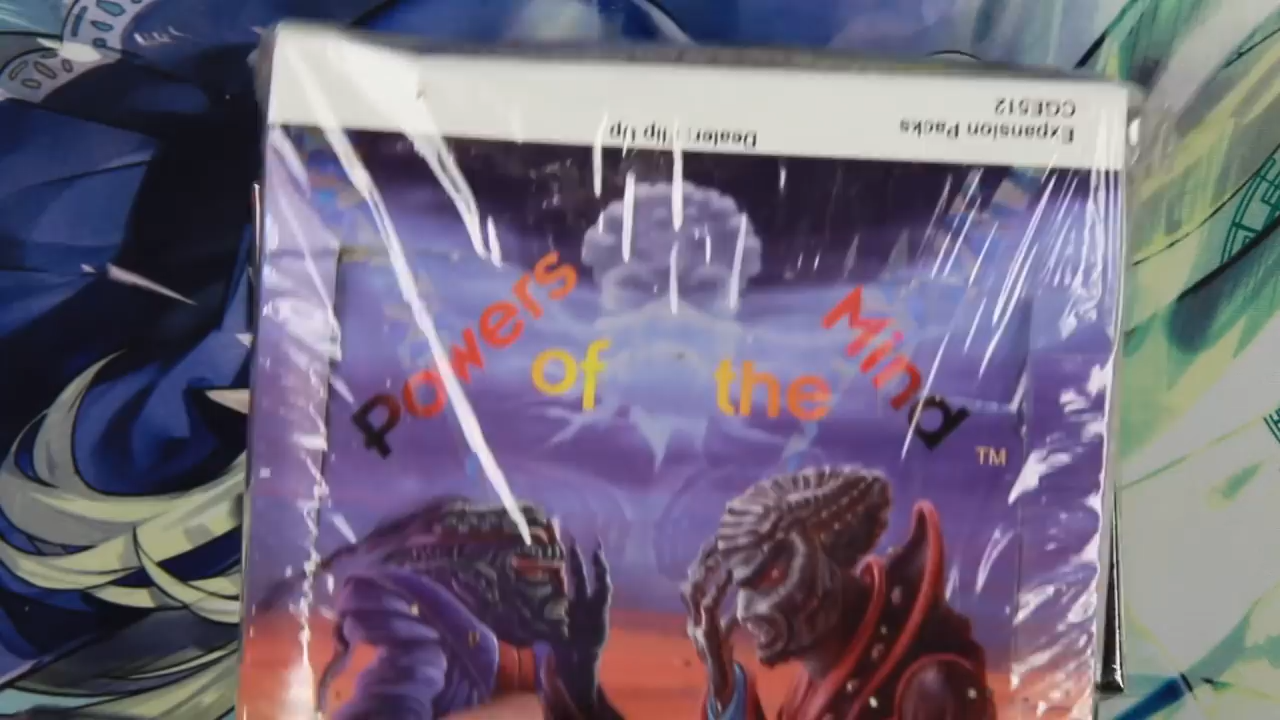 CGE512
Expansion Packs
Dealer: flip Up
Powers
of the
Mind
TM